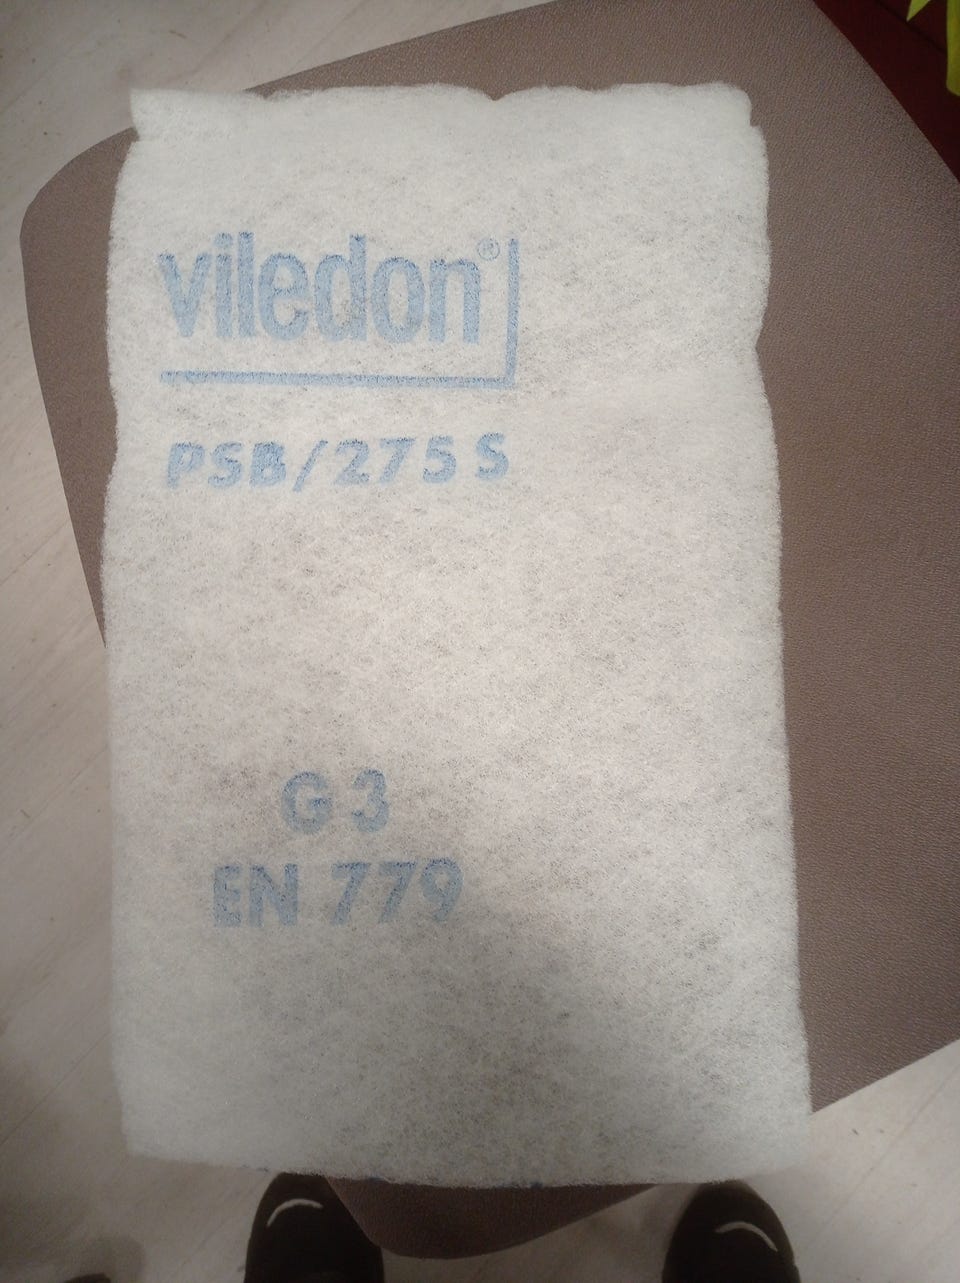 viledon®
PSB/275 S
G 3
EN 779